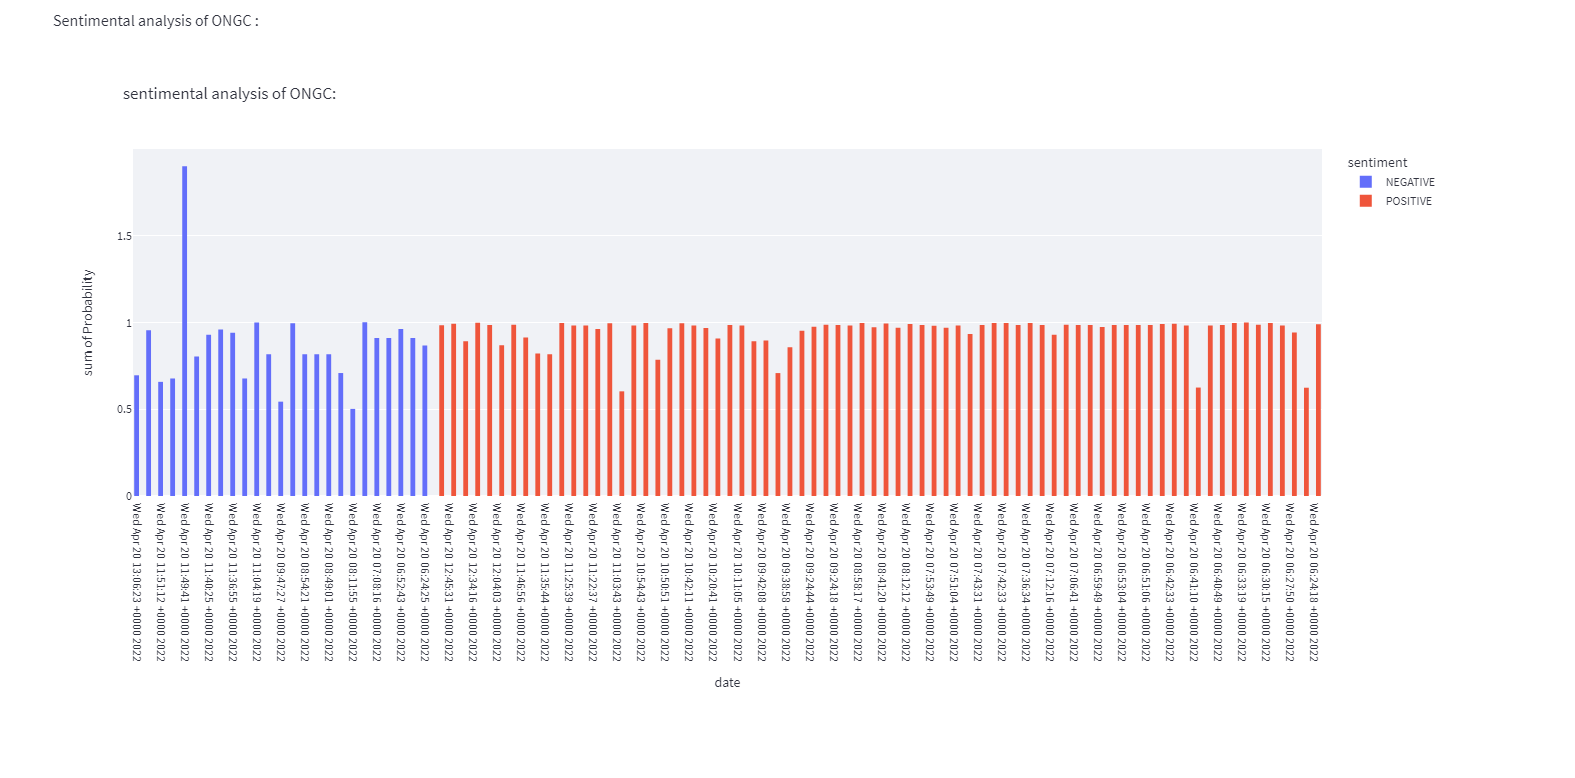 Sentimental analysis of ONGC :
sentimental analysis of ONGC:
sentiment
NEGATIVE
POSITIVE
sum of Probability
1.5
1
0.5
0
Wed Apr 20 13:06:23 +0000 2022
Wed Apr 20 11:51:12 +0000 2022
Wed Apr 20 11:49:41 +0000 2022
Wed Apr 20 11:40:25 +0000 2022
Wed Apr 20 11:36:55 +0000 2022
Wed Apr 20 11:04:19 +0000 2022
Wed Apr 20 09:47:27 +0000 2022
Wed Apr 20 08:54:21 +0000 2022
Wed Apr 20 08:49:01 +0000 2022
Wed Apr 20 08:11:55 +0000 2022
Wed Apr 20 07:08:16 +0000 2022
Wed Apr 20 06:52:43 +0000 2022
Wed Apr 20 06:24:25 +0000 2022
Wed Apr 20 12:45:31 +0000 2022
Wed Apr 20 12:34:16 +0000 2022
Wed Apr 20 12:04:03 +0000 2022
Wed Apr 20 11:46:56 +0000 2022
Wed Apr 20 11:35:44 +0000 2022
Wed Apr 20 11:25:39 +0000 2022
Wed Apr 20 11:22:37 +0000 2022
Wed Apr 20 11:03:43 +0000 2022
Wed Apr 20 10:54:43 +0000 2022
Wed Apr 20 10:50:51 +0000 2022
Wed Apr 20 10:42:11 +0000 2022
Wed Apr 20 10:20:41 +0000 2022
Wed Apr 20 10:11:05 +0000 2022
Wed Apr 20 09:42:08 +0000 2022
Wed Apr 20 09:38:58 +0000 2022
Wed Apr 20 09:24:44 +0000 2022
Wed Apr 20 09:24:18 +0000 2022
Wed Apr 20 08:58:17 +0000 2022
Wed Apr 20 08:41:20 +0000 2022
Wed Apr 20 08:12:12 +0000 2022
Wed Apr 20 07:53:49 +0000 2022
Wed Apr 20 07:51:04 +0000 2022
Wed Apr 20 07:43:31 +0000 2022
Wed Apr 20 07:42:33 +0000 2022
Wed Apr 20 07:36:34 +0000 2022
Wed Apr 20 07:12:16 +0000 2022
Wed Apr 20 07:06:41 +0000 2022
Wed Apr 20 06:59:49 +0000 2022
Wed Apr 20 06:53:04 +0000 2022
Wed Apr 20 06:51:06 +0000 2022
Wed Apr 20 06:42:33 +0000 2022
Wed Apr 20 06:41:10 +0000 2022
Wed Apr 20 06:40:49 +0000 2022
Wed Apr 20 06:33:19 +0000 2022
Wed Apr 20 06:30:15 +0000 2022
Wed Apr 20 06:27:50 +0000 2022
Wed Apr 20 06:24:18 +0000 2022
date